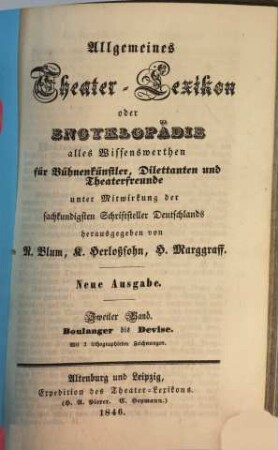 Allgemeines
Theater-Lexikon
oder
ENCYKLOPÄDIE
alles Wissenswerthen
für Bühnenkünstler, Dilettanten und
Theaterfreunde
unter Mitwirkung der
sachkundigsten Schriftsteller Deutschlands
herausgegeben von
R. Blum, K. Herloßsohn, H. Marggraff.
Neue Ausgabe.
Zweiter Band.
Boulanger bis Devise.
Mit 2 lithographirten Zeichnungen.
Altenburg und Leipzig,
Expedition des Theater-Lexikons.
(H. A. Pierer. C. Heymann.)
1846.